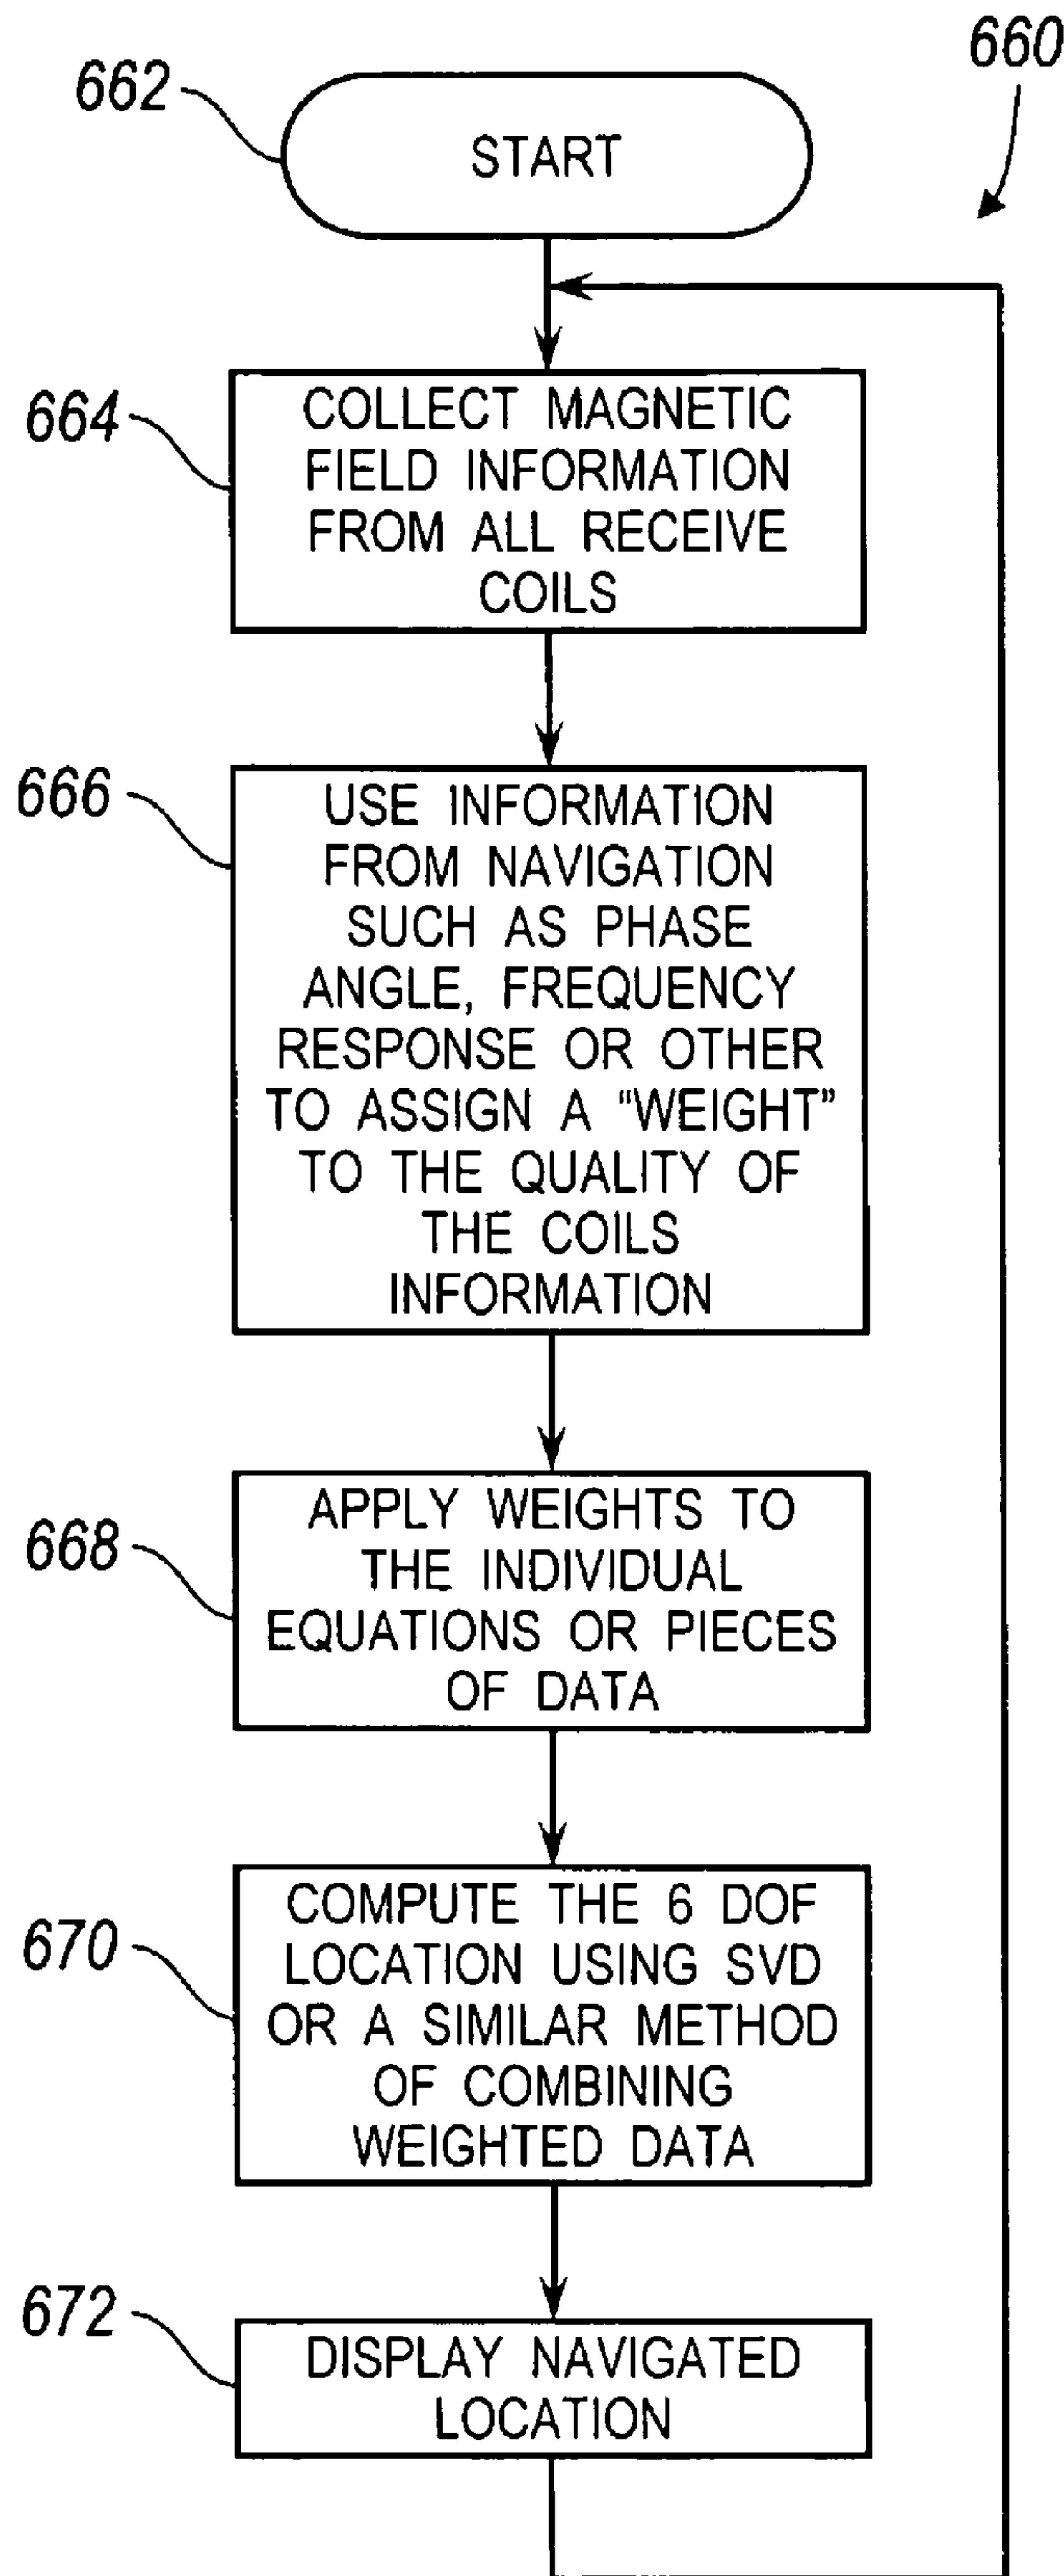 660
662
START
664
COLLECT MAGNETIC
FIELD INFORMATION
FROM ALL RECEIVE
COILS
666
USE INFORMATION
FROM NAVIGATION
SUCH AS PHASE
ANGLE, FREQUENCY
RESPONSE OR OTHER
TO ASSIGN A “WEIGHT”
TO THE QUALITY OF
THE COILS
INFORMATION
668
APPLY WEIGHTS TO
THE INDIVIDUAL
EQUATIONS OR PIECES
OF DATA
670
COMPUTE THE 6 DOF
LOCATION USING SVD
OR A SIMILAR METHOD
OF COMBINING
WEIGHTED DATA
672
DISPLAY NAVIGATED
LOCATION